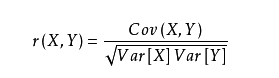 r(X,Y) = Cov(X,Y) / √(Var[X] Var[Y])